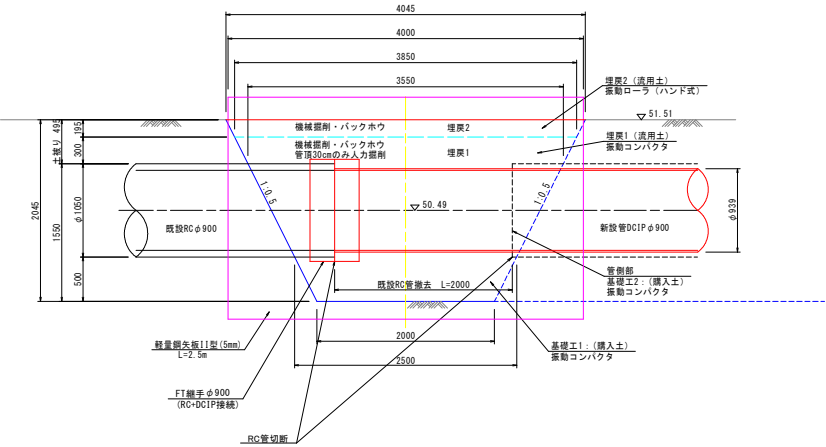 4045
4000
3850
3550
埋戻2 (流用土)
振動ローラ (ハンド式)
51.51
機械掘削・バックホウ
埋戻2
機械掘削・バックホウ
管頂30cmのみ人力掘削
埋戻1
埋戻1 (流用土)
振動コンパクタ
土被り 495
195
300
2045
1550
φ1050
500
1:0.5
1:0.5
50.49
既設RCφ900
新設管DCIPφ900
φ939
既設RC管撤去 L=2000
管側部
基礎工2:(購入土)
振動コンパクタ
2000
2500
基礎工1:(購入土)
振動コンパクタ
軽量鋼矢板II型(5mm)
L=2.5m
FT継手φ900
(RC+DCIP接続)
RC管切断